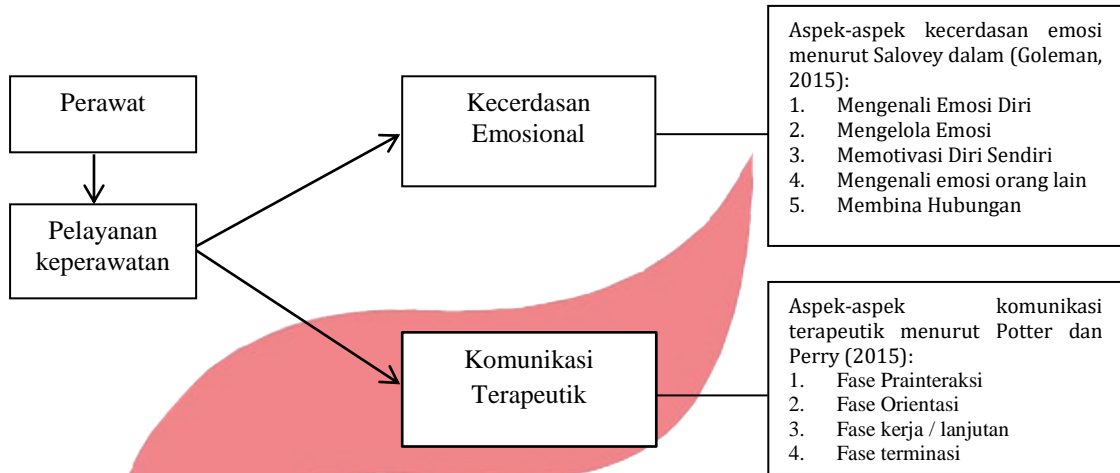 Perawat
Pelayanan
keperawatan
Kecerdasan
Emosional
Komunikasi
Terapeutik
Aspek-aspek kecerdasan emosi
menurut Salovey dalam (Goleman,
2015):
1. Mengenali Emosi Diri
2. Mengelola Emosi
3. Memotivasi Diri Sendiri
4. Mengenali emosi orang lain
5. Membina Hubungan
Aspek-aspek komunikasi
terapeutik menurut Potter dan
Perry (2015):
1. Fase Prainteraksi
2. Fase Orientasi
3. Fase kerja / lanjutan
4. Fase terminasi